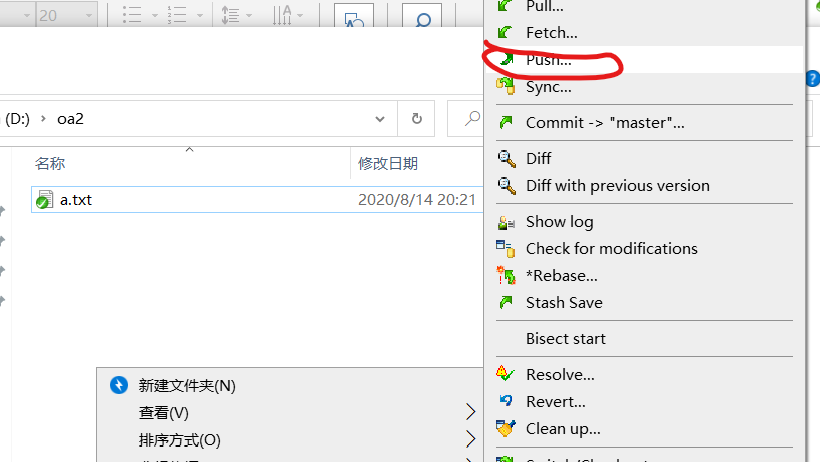 20
Pull...
Fetch...
Push...
Sync...
(D:) › oa2
Commit -> "master"...
名称
修改日期
Diff
Diff with previous version
a.txt
2020/8/14 20:21
Show log
Check for modifications
*Rebase...
Stash Save
Bisect start
新建文件夹(N)
Resolve...
查看(V)
Revert...
排序方式(O)
Clean up...